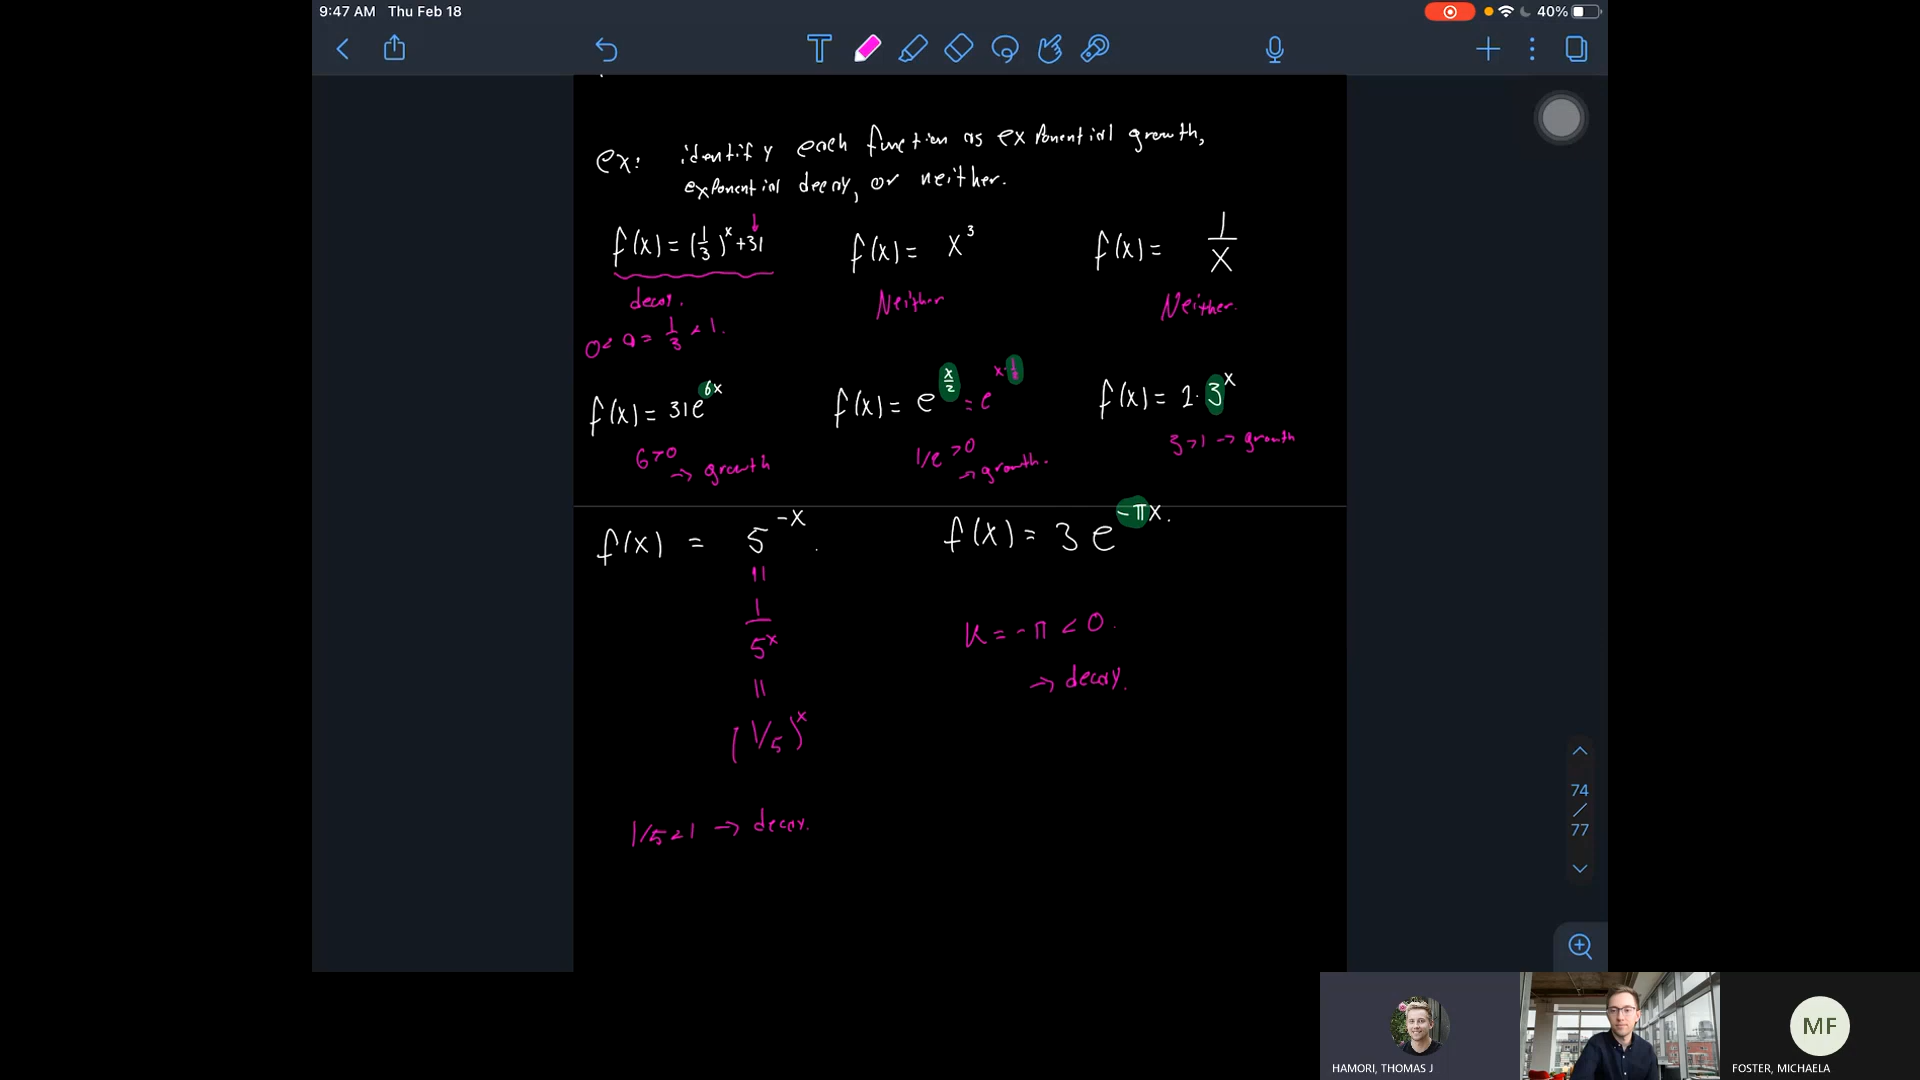 9:47 AM Thu Feb 18
40%
ex: identify each function as exponential growth,
exponential decay, or neither.
f(x) = (1/3)^x + 31
f(x) = x^3
f(x) = 1/x
decay.
Neither
Neither.
0 < a = 1/3 < 1.
f(x) = 31e^6x
f(x) = e^x/2 = e^x·1/2
f(x) = 2·3^x
6>0
→ growth
1/2 >0
→ growth.
3>1 → growth
f(x) = 5^-x.
f(x) = 3e^-πx.
=
1/5^x
=
(1/5)^x
K = -π < 0.
→ decay.
1/5<1 → decay.
74
/
77
MF
HAMORI, THOMAS J
FOSTER, MICHAELA